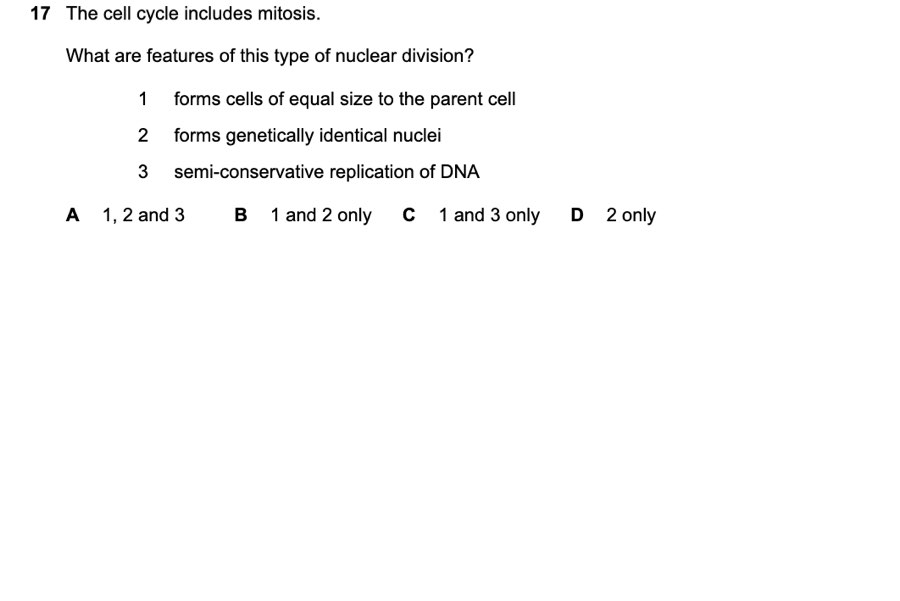 17 The cell cycle includes mitosis.
What are features of this type of nuclear division?
1 forms cells of equal size to the parent cell
2 forms genetically identical nuclei
3 semi-conservative replication of DNA
A 1, 2 and 3 B 1 and 2 only C 1 and 3 only D 2 only